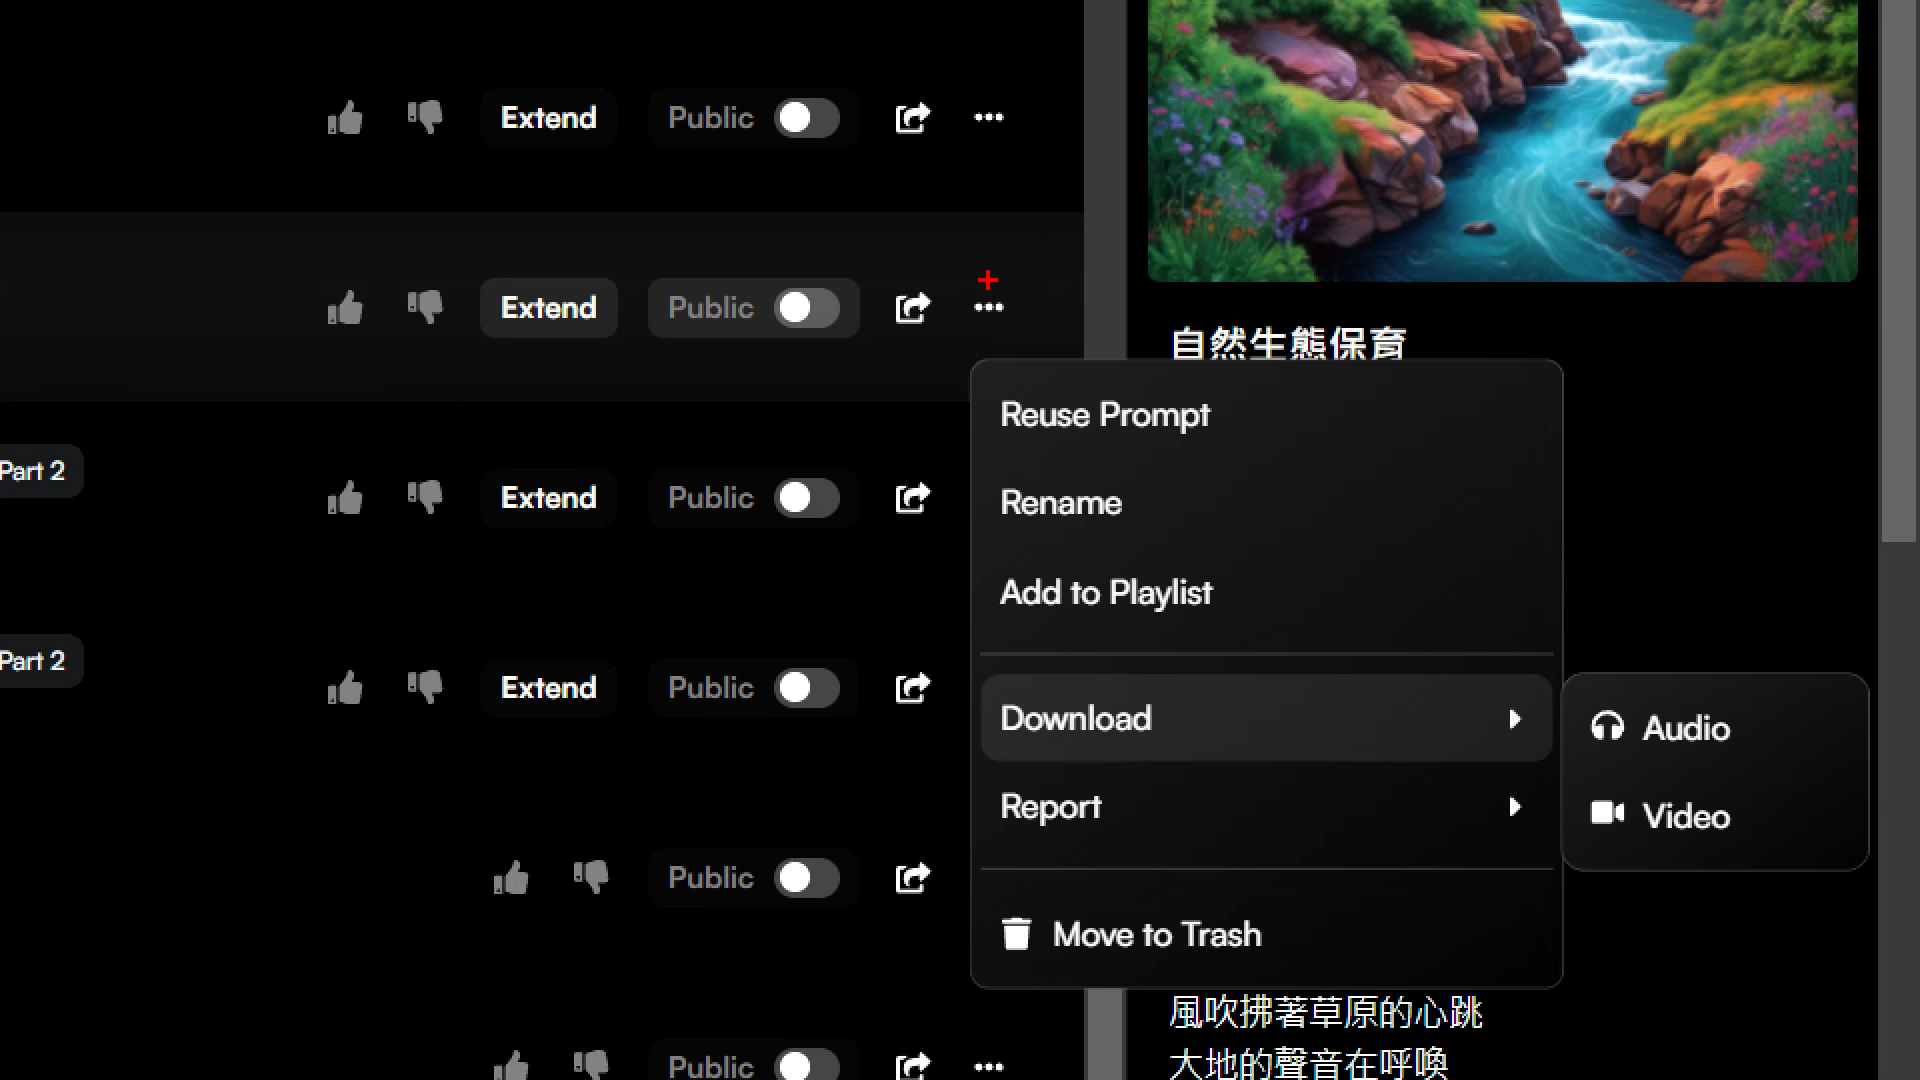 Extend Public
自然生態保育
Extend Public
Part 2
Extend Public
Part 2
Extend Public
Public
Public
Reuse Prompt
Rename
Add to Playlist
Download
Report
Move to Trash
Audio
Video
風吹拂著草原的心跳
大地的聲音在呼喚